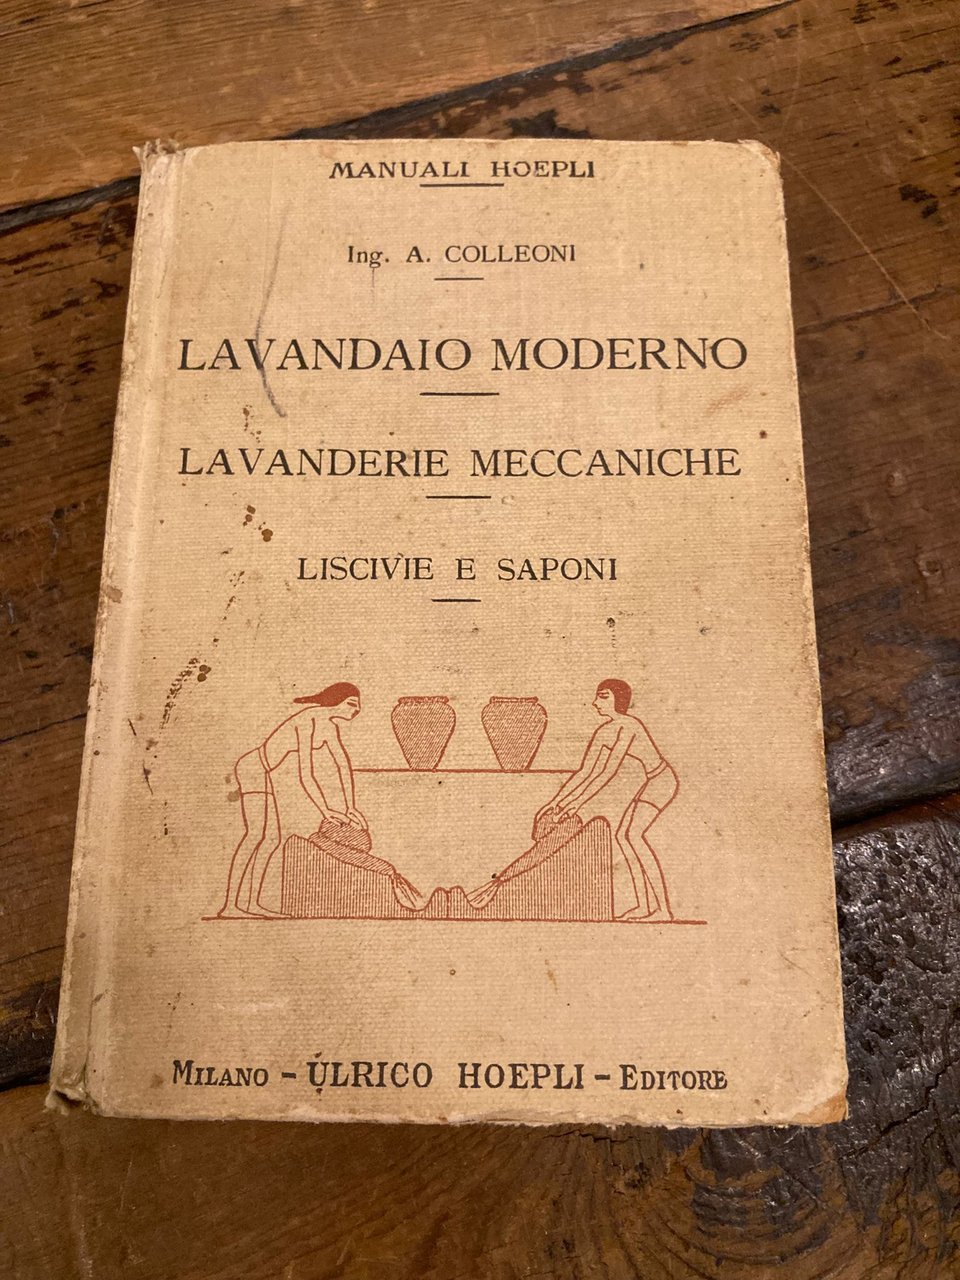 MANUALI HOEPLI
Ing. A. COLLEONI
LAVANDAIO MODERNO
LAVANDERIE MECCANICHE
LISCIVIE E SAPONI
MILANO - ULRICO HOEPLI - EDITORE